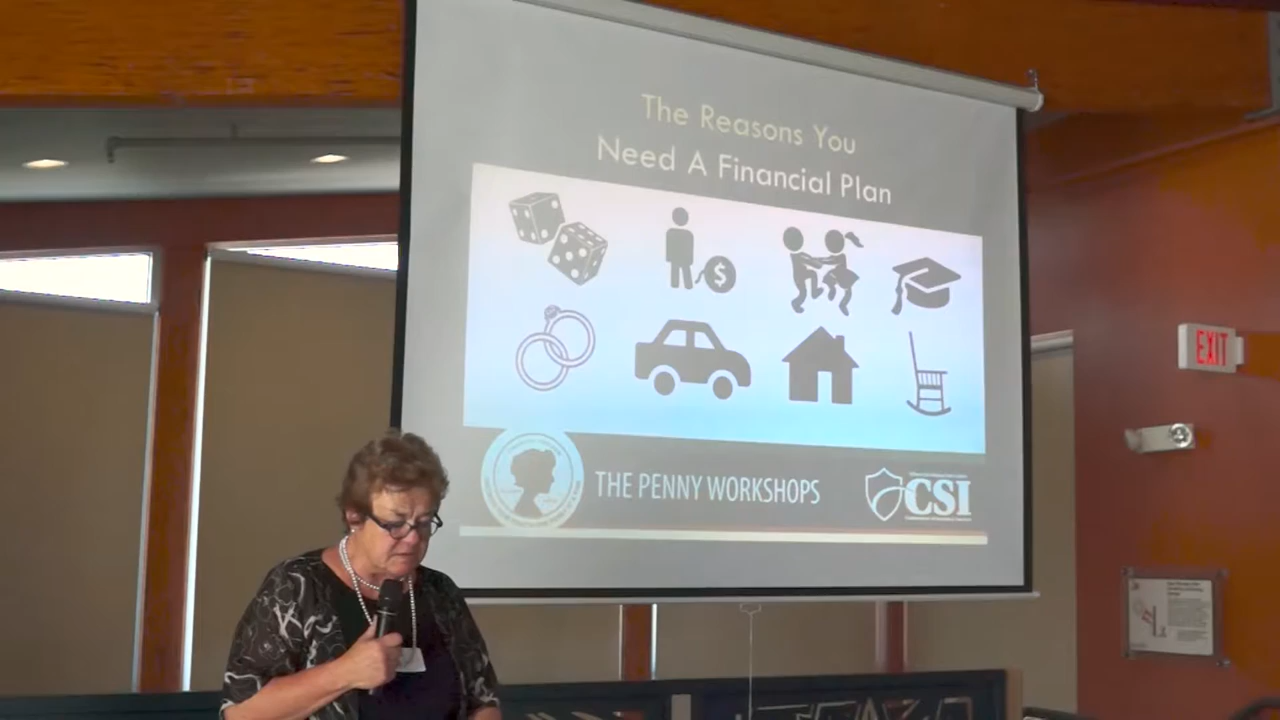 The Reasons You
Need A Financial Plan
$
THE PENNY WORKSHOPS
CSI
EXIT